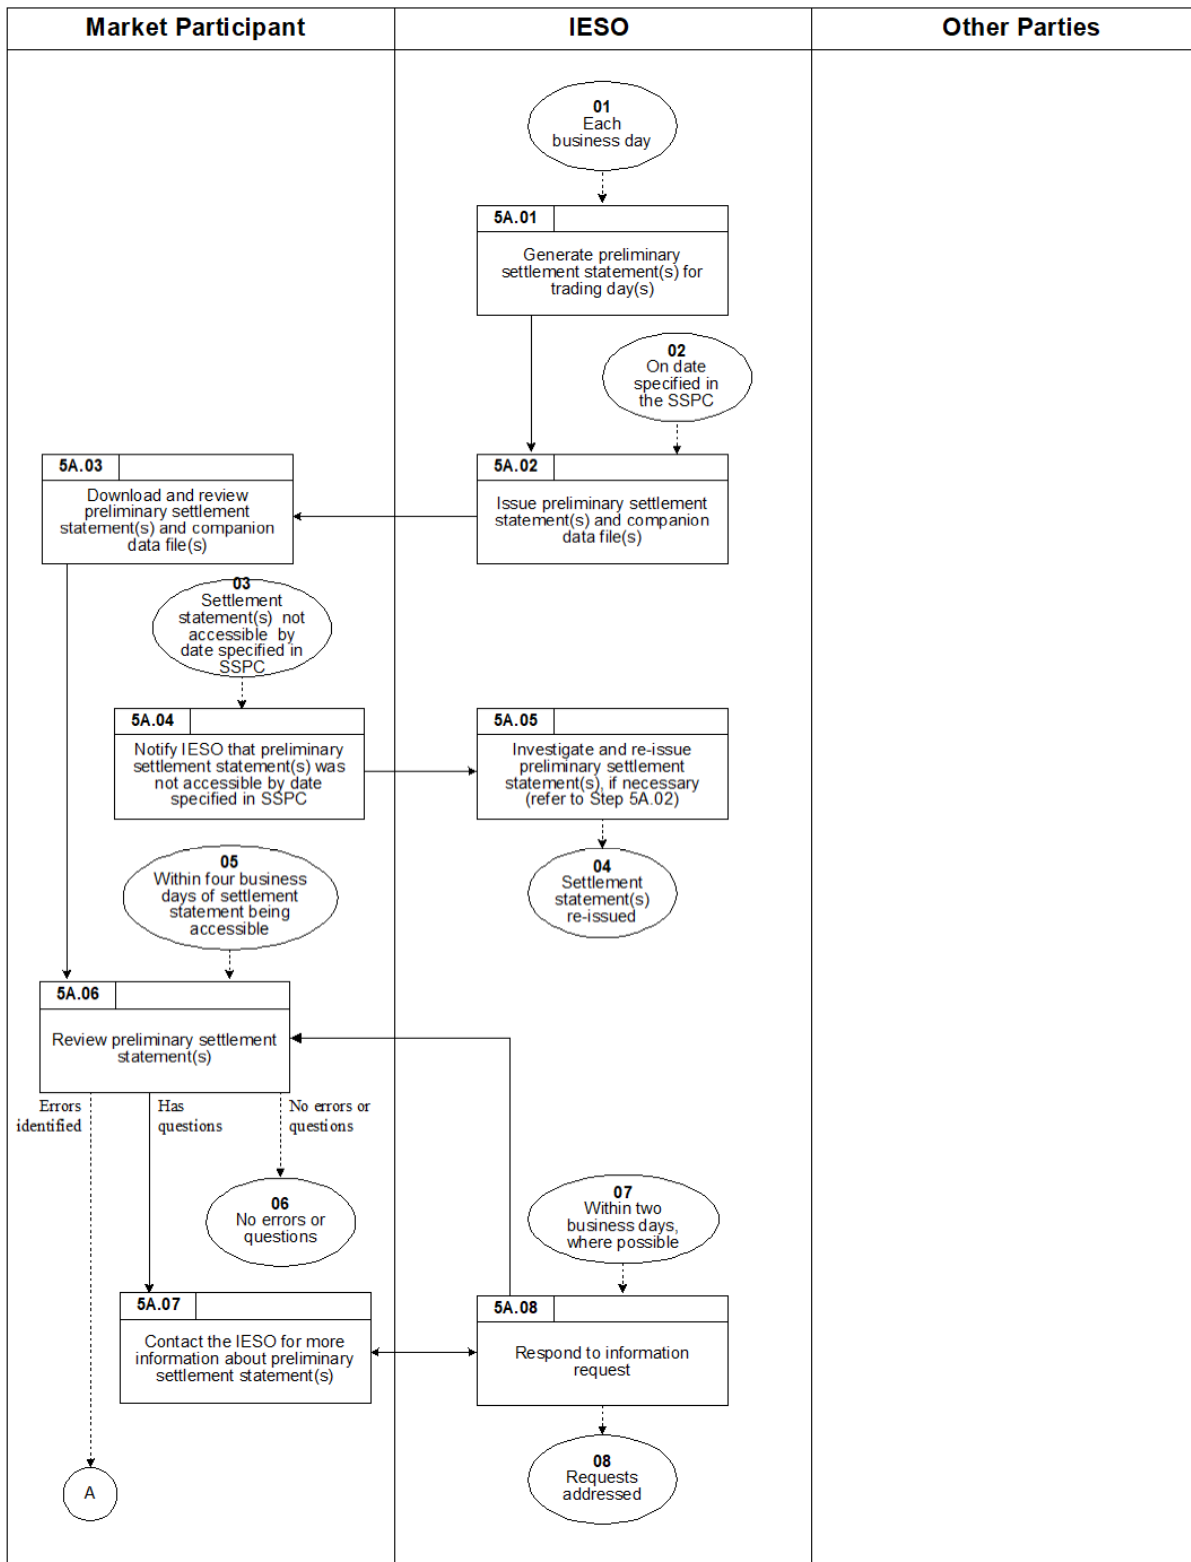 Market Participant
IESO
Other Parties
01
Each
business day
5A.01
Generate preliminary
settlement statement(s) for
trading day(s)
02
On date
specified in
the SSPC
5A.03
Download and review
preliminary settlement
statement(s) and companion
data file(s)
5A.02
Issue preliminary settlement
statement(s) and companion
data file(s)
03
Settlement
statement(s) not
accessible by
date specified in
SSPC
5A.04
Notify IESO that preliminary
settlement statement(s) was
not accessible by date
specified in SSPC
5A.05
Investigate and re-issue
preliminary settlement
statement(s), if necessary
(refer to Step 5A.02)
05
Within four business
days of settlement
statement being
accessible
04
Settlement
statement(s)
re-issued
5A.06
Review preliminary settlement
statement(s)
Errors
identified
Has
questions
No errors or
questions
06
No errors or
questions
07
Within two
business days,
where possible
5A.07
Contact the IESO for more
information about preliminary
settlement statement(s)
5A.08
Respond to information
request
A
08
Requests
addressed